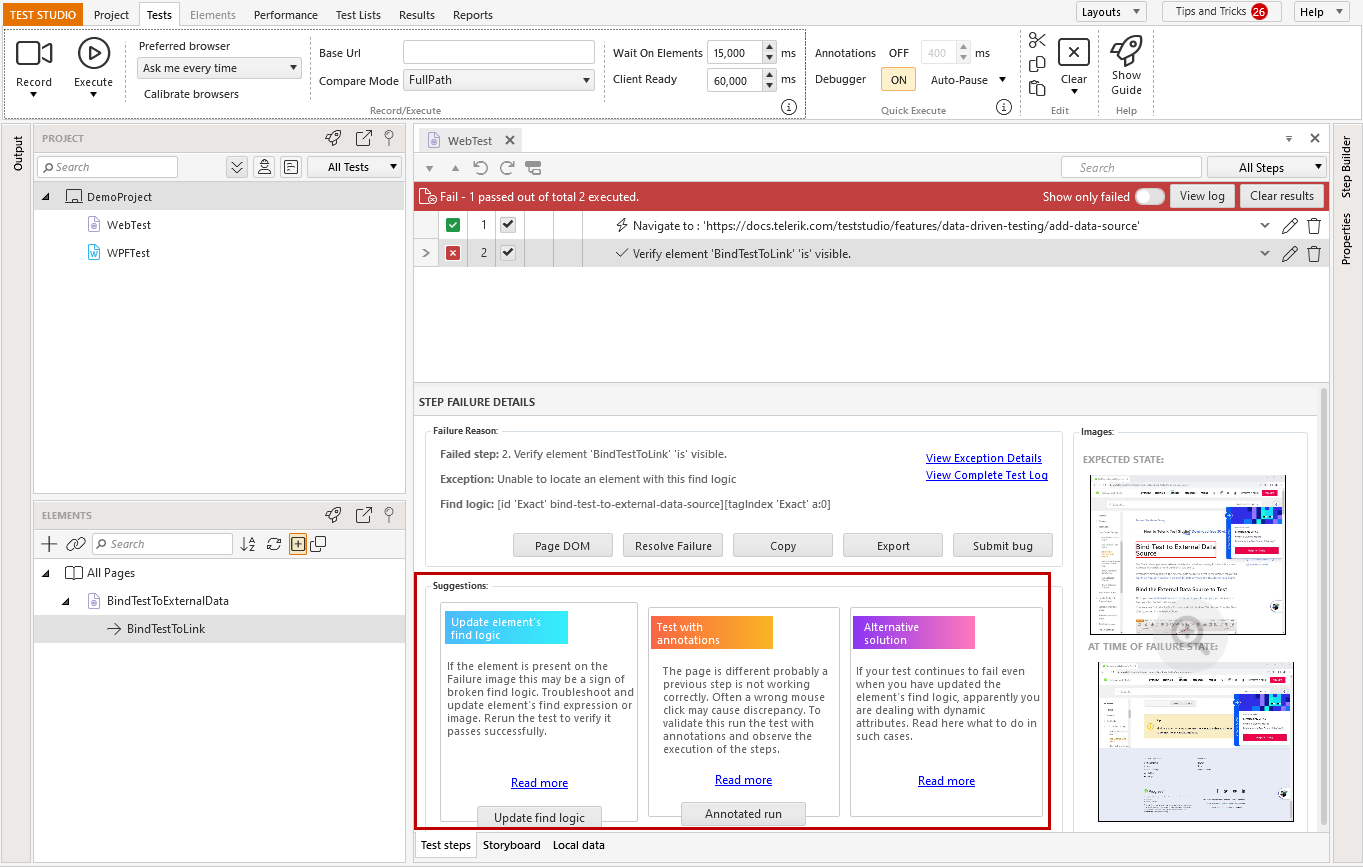 TEST STUDIO Project Tests Elements Performance Test Lists Results Reports Layouts Tips and Tricks 26 Help
Record
Execute
Preferred browser
Ask me every time
Calibrate browsers
Base Url
Compare Mode FullPath
Record/Execute
Wait On Elements 15,000 ms
Client Ready 60,000 ms
Annotations OFF 400 ms
Debugger ON Auto-Pause
Quick Execute
Clear
Edit
Show
Guide
Help
Output
PROJECT
Search All Tests
DemoProject
WebTest
WPFTest
ELEMENTS
Search
All Pages
BindTestToExternalData
BindTestToLink
WebTest
Search All Steps
Fail - 1 passed out of total 2 executed. Show only failed View log Clear results
1 Navigate to : 'https://docs.telerik.com/teststudio/features/data-driven-testing/add-data-source'
2 Verify element 'BindTestToLink' 'is' visible.
STEP FAILURE DETAILS
Failure Reason:
Failed step: 2. Verify element 'BindTestToLink' 'is' visible.
Exception: Unable to locate an element with this find logic
Find logic: [id 'Exact' bind-test-to-external-data-source][tagIndex 'Exact' a:0]
View Exception Details
View Complete Test Log
Page DOM Resolve Failure Copy Export Submit bug
Suggestions:
Update element's
find logic
If the element is present on the
Failure image this may be a sign of
broken find logic. Troubleshoot and
update element's find expression or
image. Rerun the test to verify it
passes successfully.
Read more
Update find logic
Test with
annotations
The page is different probably a
previous step is not working
correctly. Often a wrong mouse
click may cause discrepancy. To
validate this run the test with
annotations and observe the
execution of the steps.
Read more
Annotated run
Alternative
solution
If your test continues to fail even
when you have updated the
element's find logic, apparently you
are dealing with dynamic
attributes. Read here what to do in
such cases.
Read more
Images:
EXPECTED STATE:
Bind Test to External Data
Source
Bind the External Data Source to Test
AT TIME OF FAILURE STATE:
Test steps Storyboard Local data
Step Builder
Properties